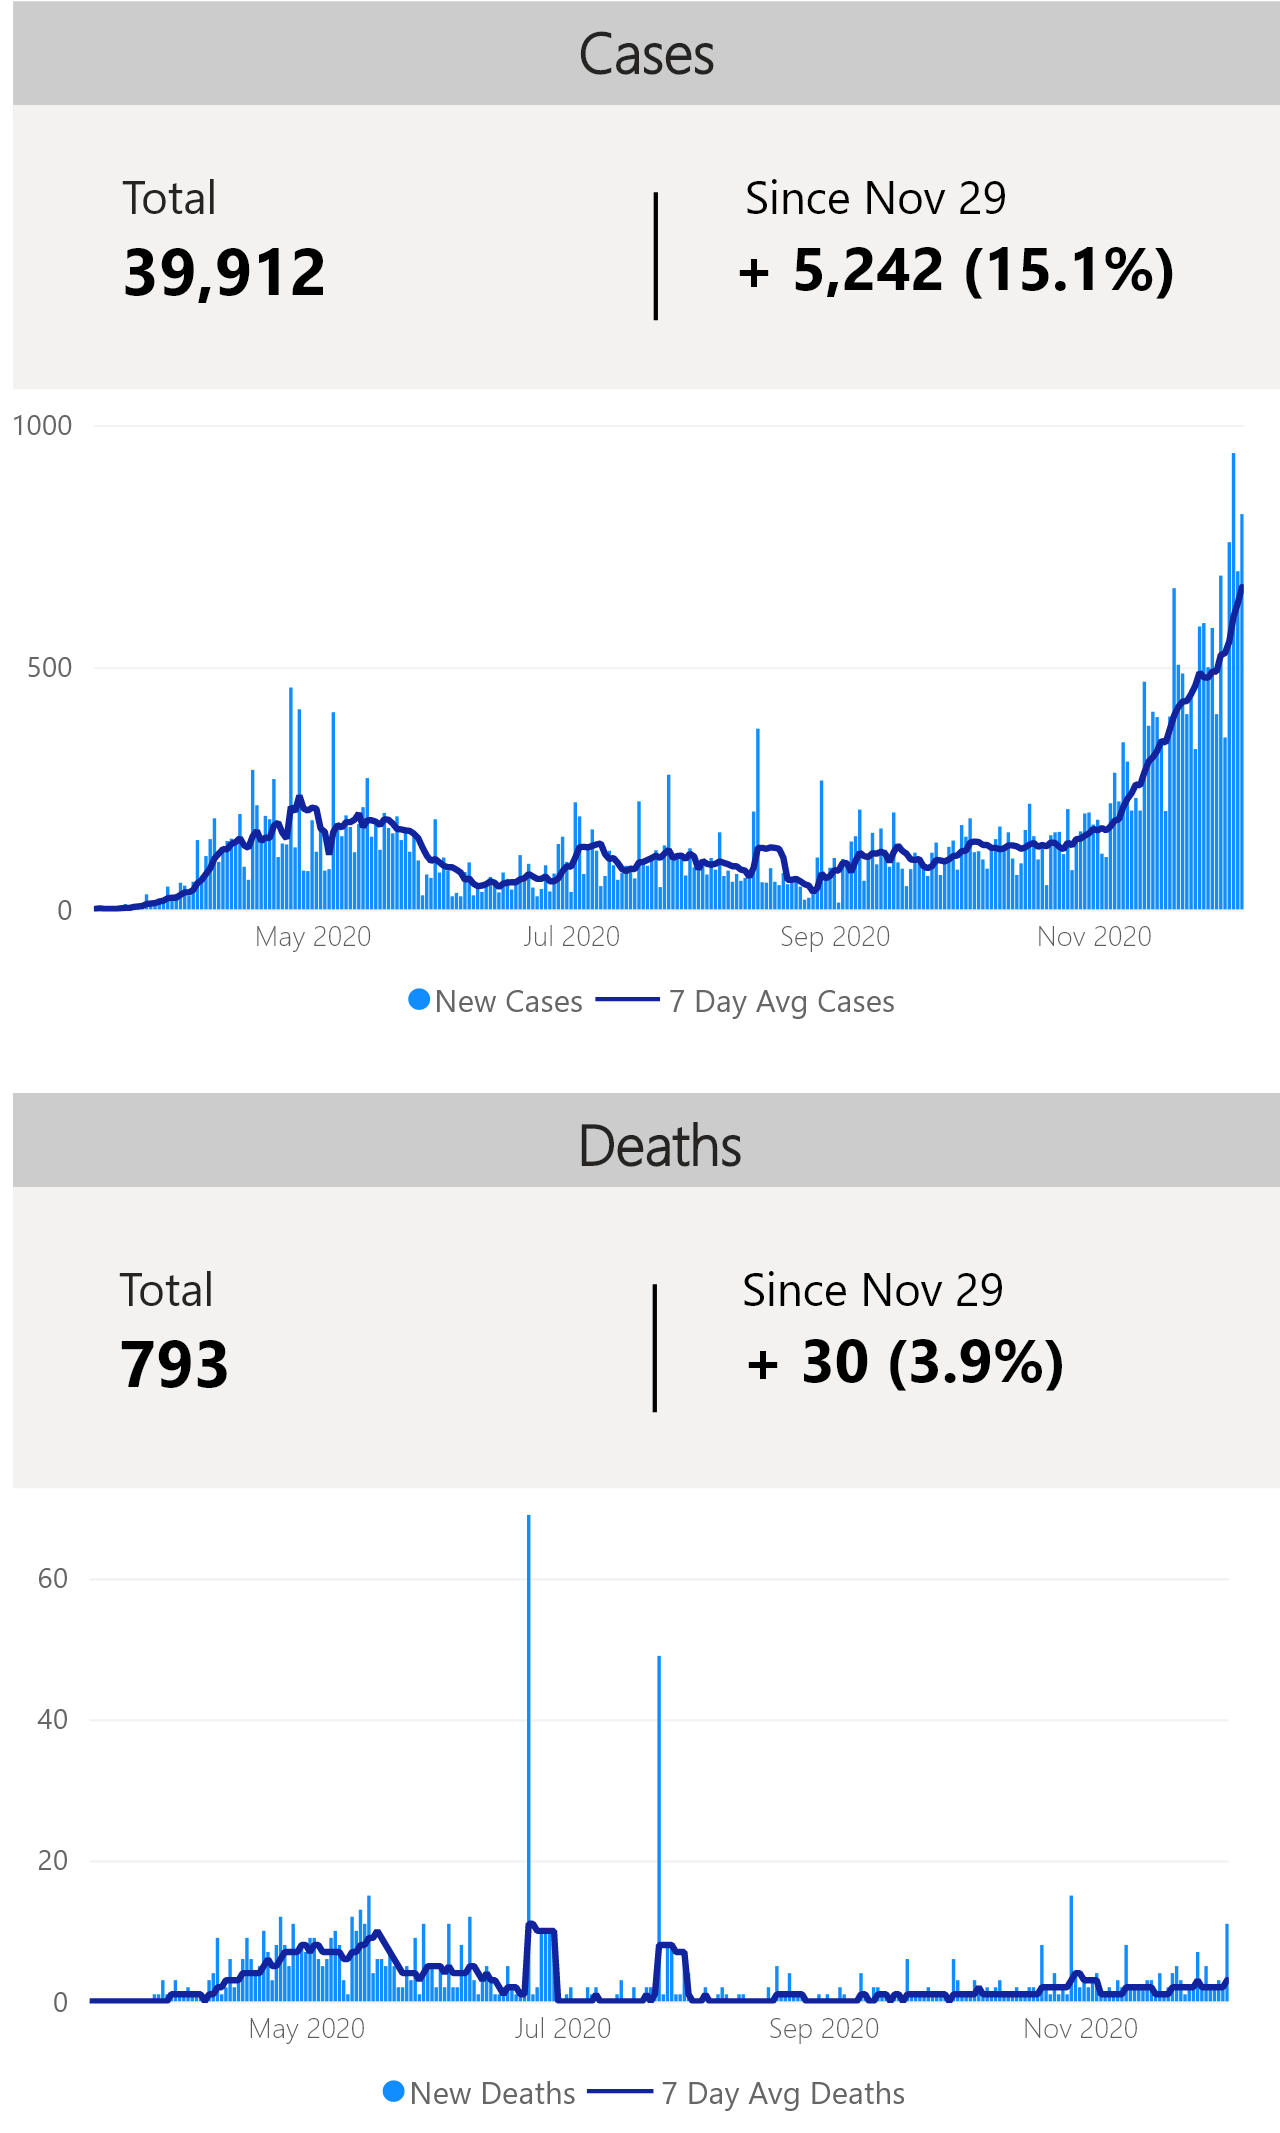 Cases
Total
Since Nov 29
39,912
+ 5,242 (15.1%)
1000
500
0
May 2020
Jul 2020
Sep 2020
Nov 2020
New Cases
7 Day Avg Cases
Deaths
Total
Since Nov 29
793
+ 30 (3.9%)
60
40
20
0
May 2020
Jul 2020
Sep 2020
Nov 2020
New Deaths
7 Day Avg Deaths